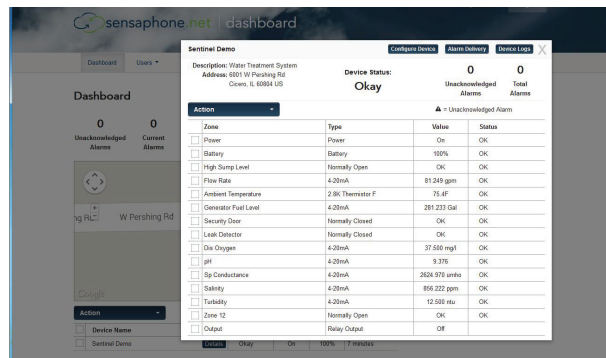 sensaphone.net dashboard
Dashboard Users
Dashboard
0 0
Unacknowledged Alarms Current Alarms
W Pershing Rd
Google
Action
Device Name
Sentinel Demo Details Okay On 100% 7 minutes
Sentinel Demo Configure Device Alarm Delivery Device Logs X
Description: Water Treatment System
Address: 6001 W Pershing Rd
Cicero, IL 60804 US
Device Status:
Okay
0 0
Unacknowledged Alarms Total Alarms
Action
= Unacknowledged Alarm
Zone Type Value Status
Power Power On OK
Battery Battery 100% OK
High Sump Level Normally Open OK OK
Flow Rate 4-20mA 81.249 gpm OK
Ambient Temperature 2.8K Thermistor F 75.4F OK
Generator Fuel Level 4-20mA 281.233 Gal OK
Security Door Normally Closed OK OK
Leak Detector Normally Closed OK OK
Dis Oxygen 4-20mA 37.500 mg/l OK
pH 4-20mA 9.376 OK
Sp Conductance 4-20mA 2624.970 umho OK
Salinity 4-20mA 856.222 ppm OK
Turbidity 4-20mA 12.500 ntu OK
Zone 12 Normally Open OK OK
Output Relay Output Off